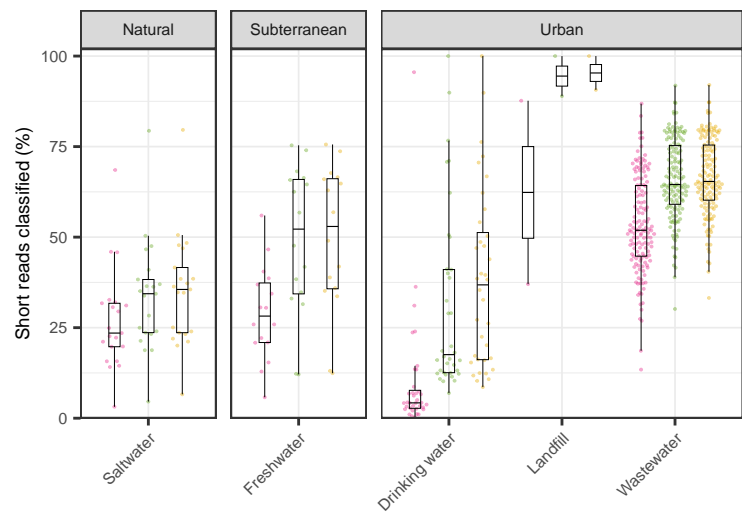 Natural
Subterranean
Urban
Short reads classified (%)
100
75
50
25
0
Saltwater
Freshwater
Drinking water
Landfill
Wastewater